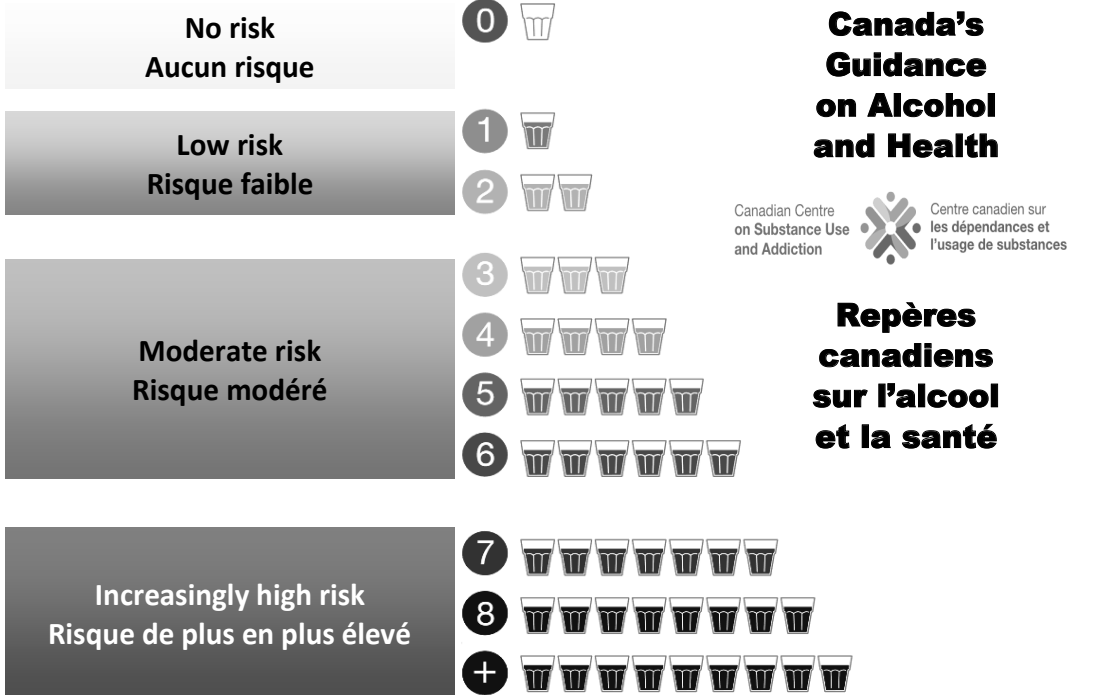 No risk
Aucun risque
0
Low risk
Risque faible
1
2
Moderate risk
Risque modéré
3
4
5
6
Increasingly high risk
Risque de plus en plus élevé
7
8
+
Canada's
Guidance
on Alcohol
and Health
Canadian Centre
on Substance Use
and Addiction
Centre canadien sur
les dépendances et
l'usage de substances
Repères
canadiens
sur l'alcool
et la santé